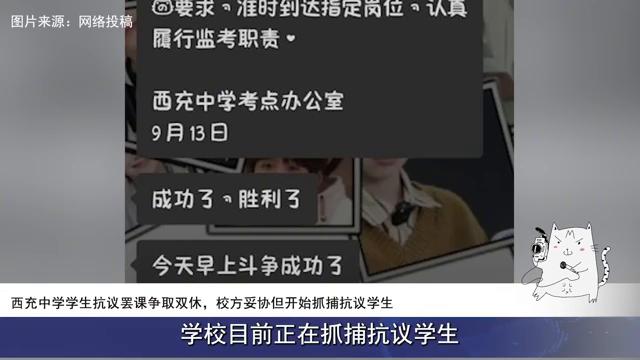 图片来源：网络投稿
要求，准时到达指定岗位，认真
履行监考职责
西充中学考点办公室
9月13日
成功了，胜利了
今天早上斗争成功了
西充中学学生抗议罢课争取双休，校方妥协但开始抓捕抗议学生
学校目前正在抓捕抗议学生